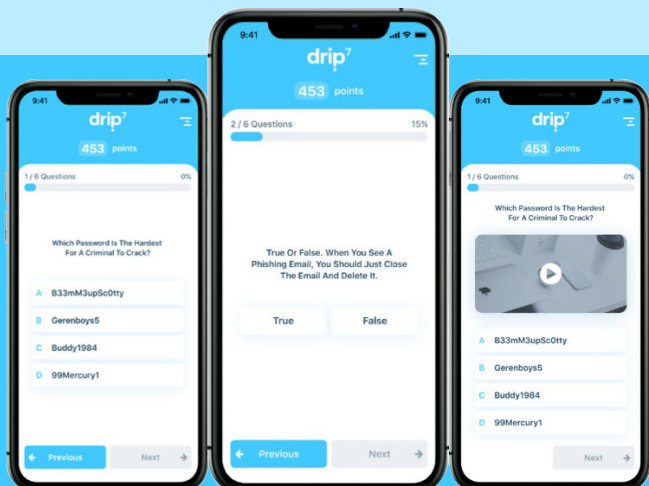 9:41
drip7
453 points
1 / 6 Questions 0%
Which Password Is The Hardest
For A Criminal To Crack?
A B33mM3upSc0tty
B Gerenboys5
C Buddy1984
D 99Mercury1
← Previous
Next →
9:41
drip7
453 points
2 / 6 Questions 15%
True Or False. When You See A
Phishing Email, You Should Just Close
The Email And Delete It.
True
False
← Previous
Next →
9:41
drip7
453 points
1 / 6 Questions 0%
Which Password Is The Hardest
For A Criminal To Crack?
A B33mM3upSc0tty
B Gerenboys5
C Buddy1984
D 99Mercury1
Next →